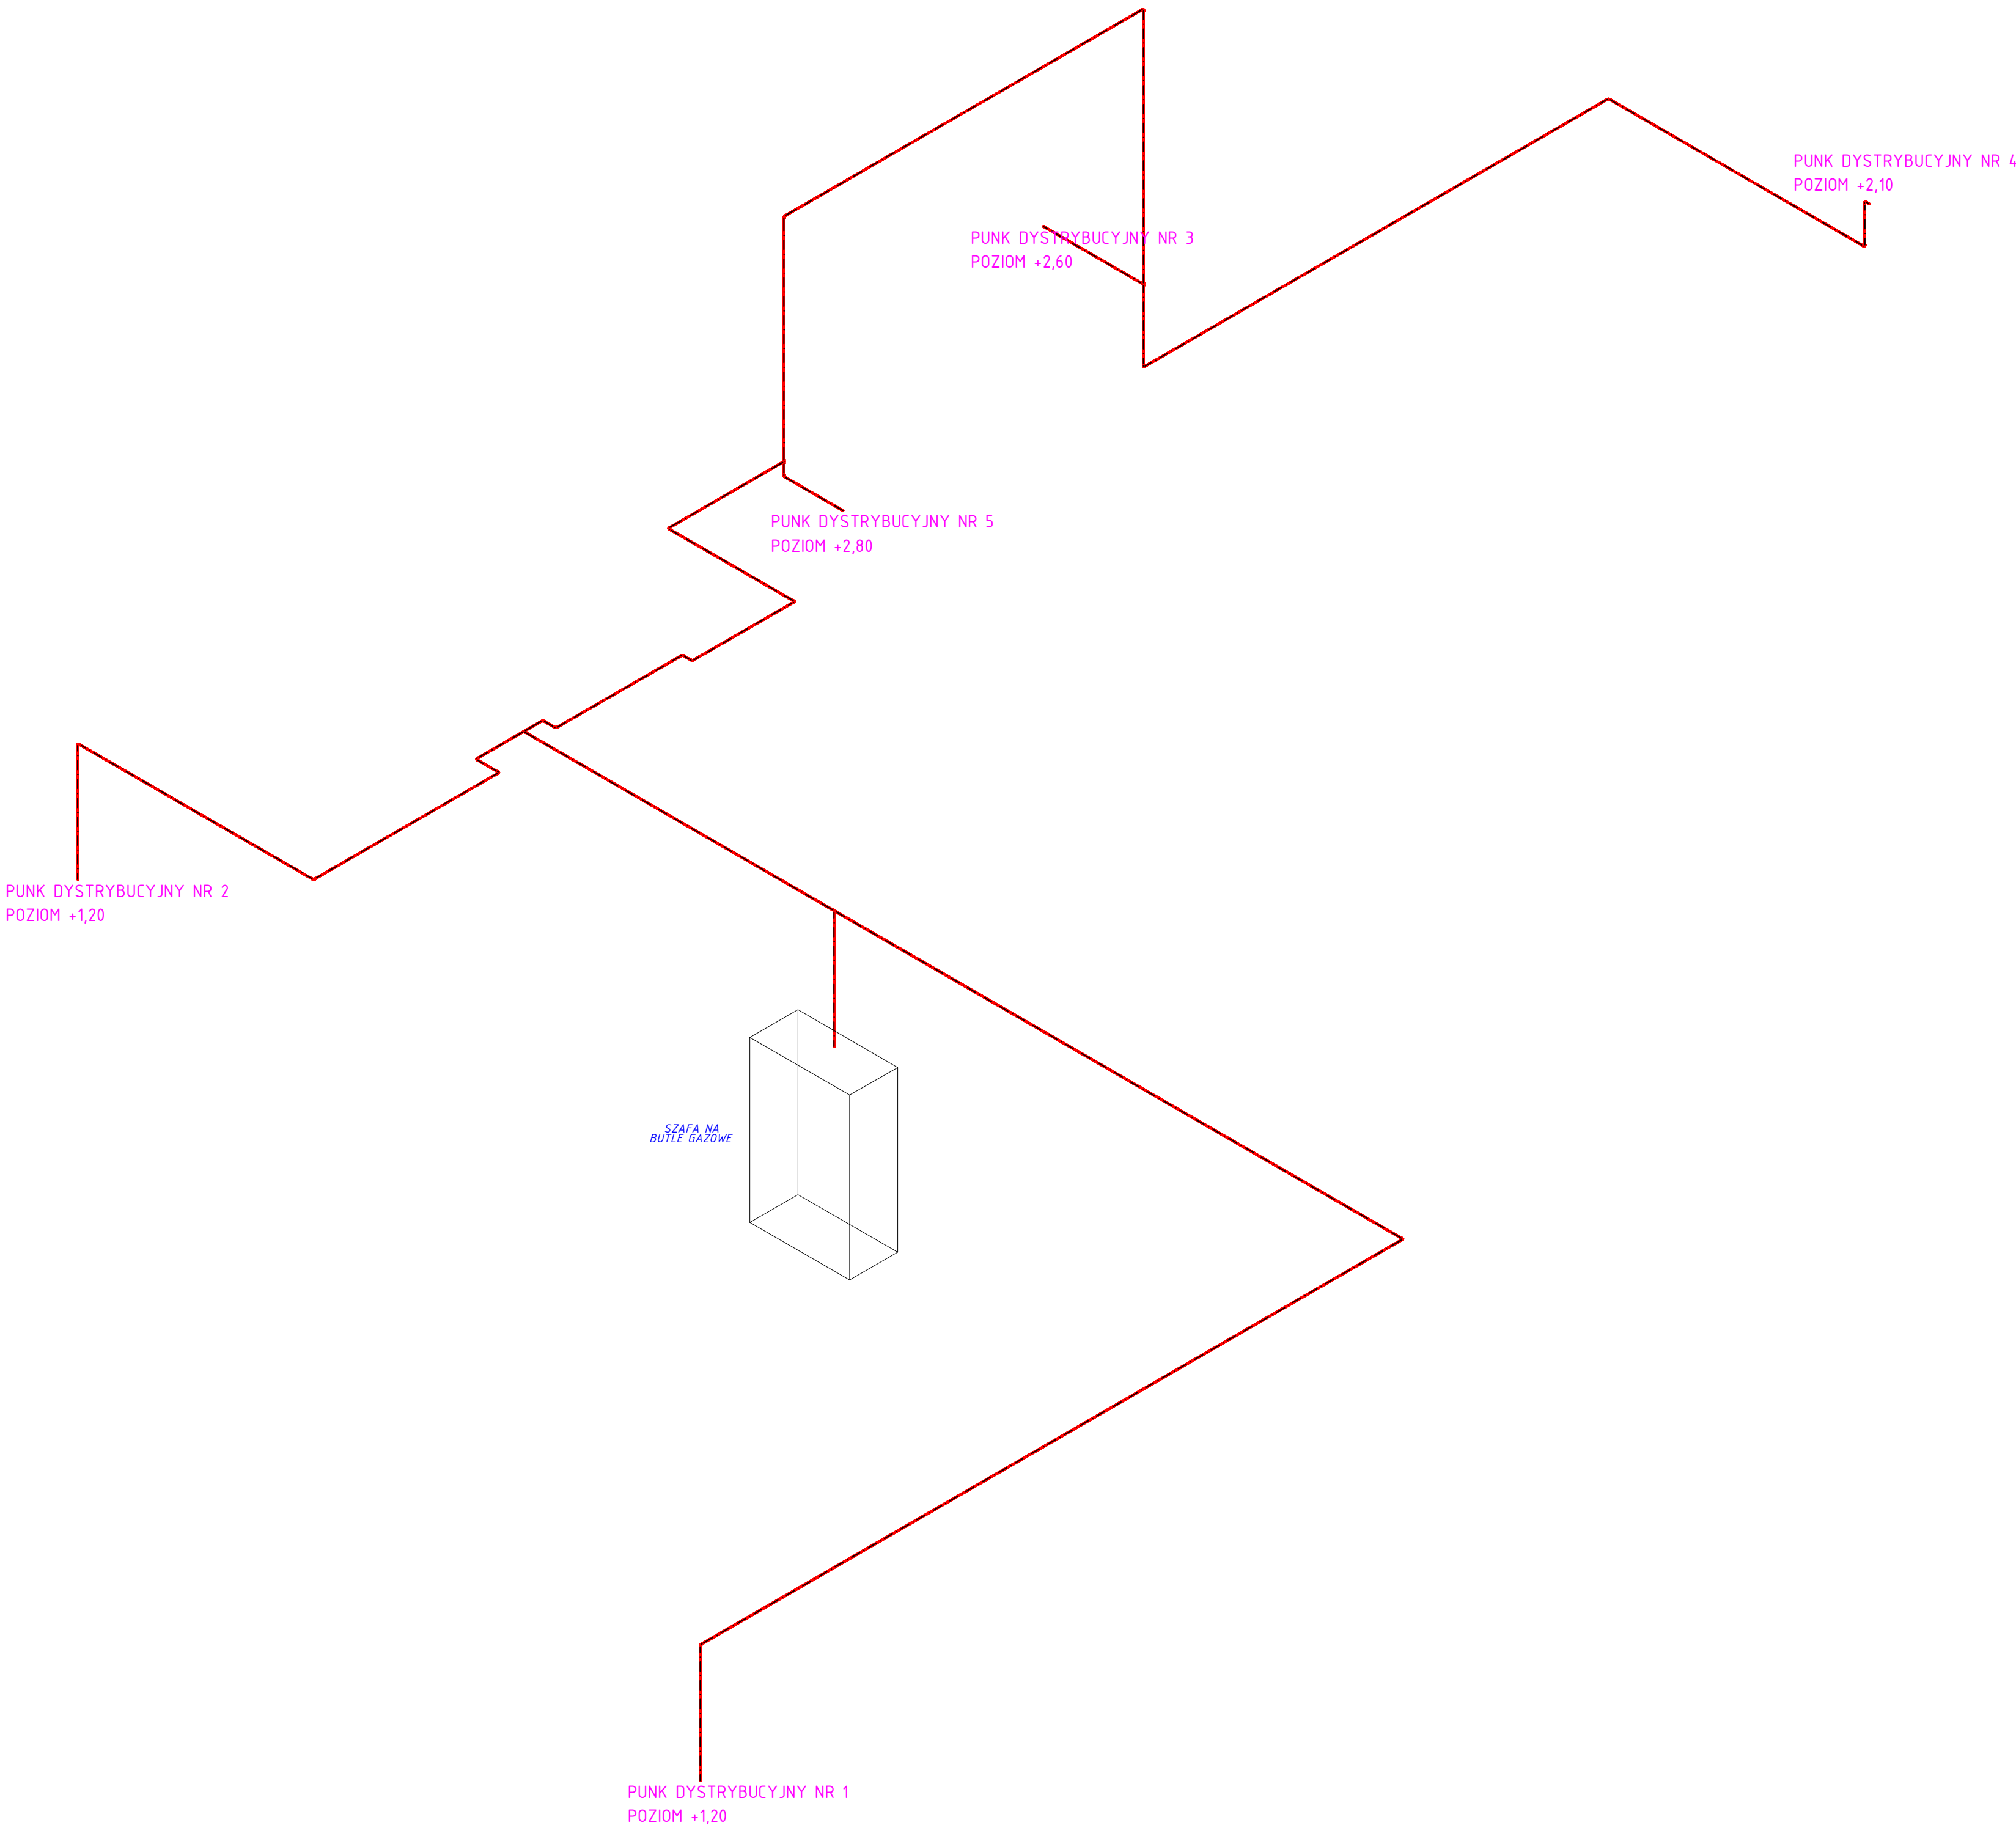 PUNK DYSTRYBUCYJNY NR 4
POZIOM +2,10
PUNK DYSTRYBUCYJNY NR 3
POZIOM +2,60
PUNK DYSTRYBUCYJNY NR 5
POZIOM +2,80
PUNK DYSTRYBUCYJNY NR 2
POZIOM +1,20
SZAFA NA
BUTLE GAZOWE
PUNK DYSTRYBUCYJNY NR 1
POZIOM +1,20